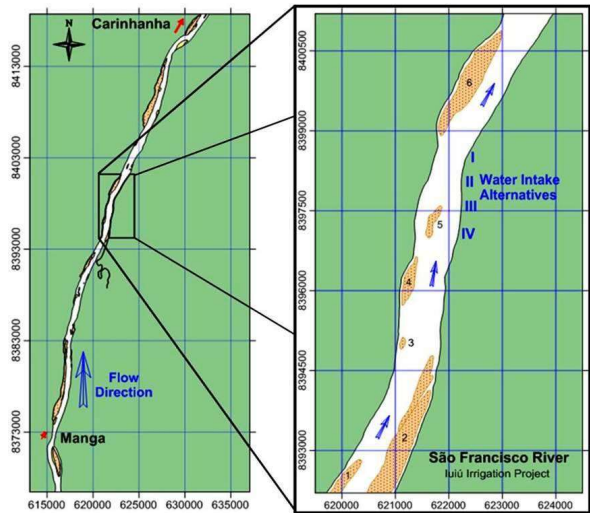 N
Carinhanha
8413000
8403000
8393000
8383000
8373000
Flow
Direction
Manga
615000 620000 625000 630000 635000
8400500
8399000
8397500
8396000
8394500
8393000
6
I
II
III
IV
Water Intake
Alternatives
5
4
3
2
1
São Francisco River
Iuiú Irrigation Project
620000 621000 622000 623000 624000